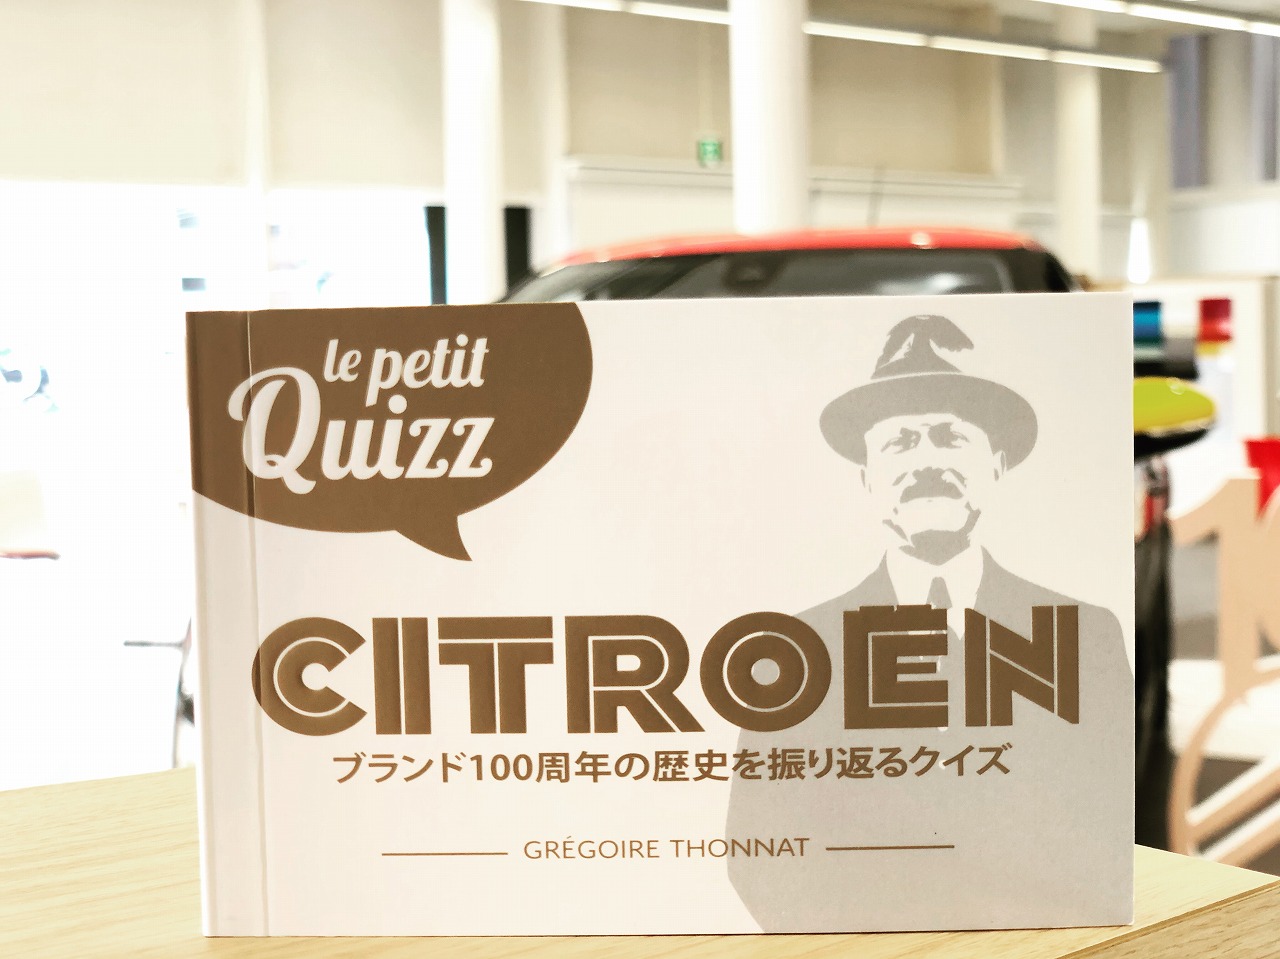 le petit
Quizz
CITROËN
ブランド100周年の歴史を振り返るクイズ
GRÉGOIRE THONNAT